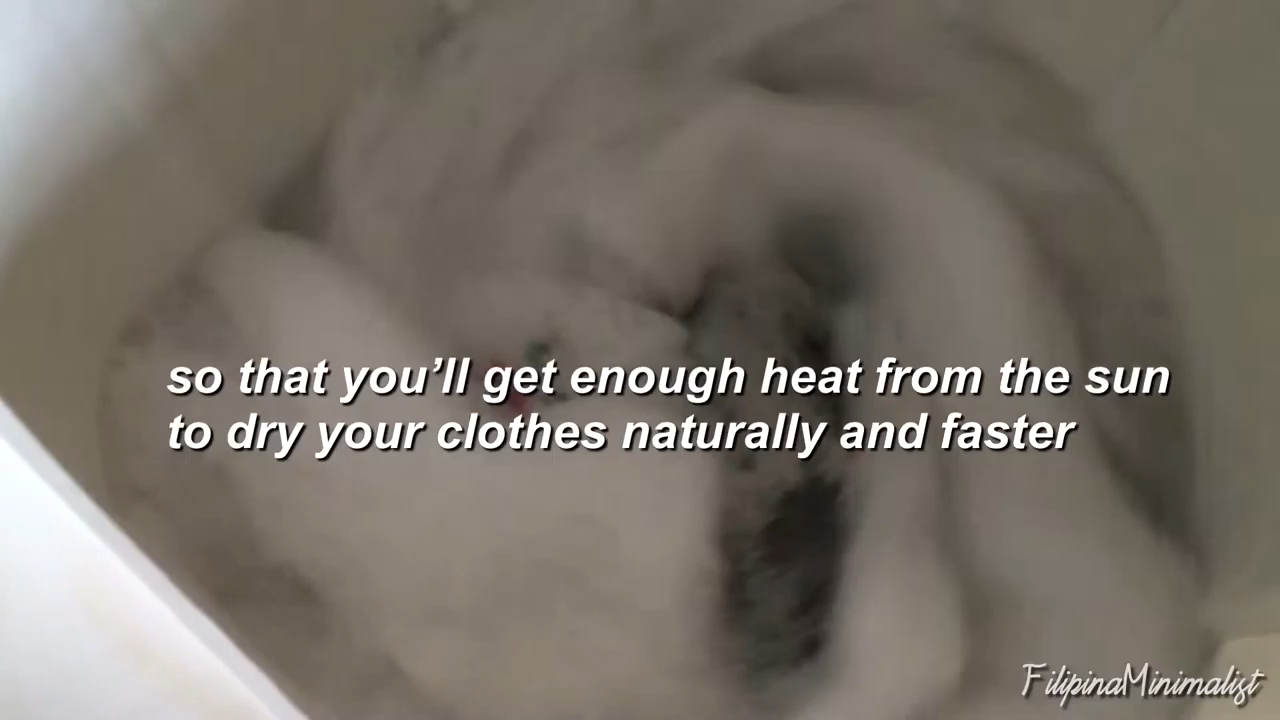 so that you’ll get enough heat from the sun
to dry your clothes naturally and faster
FilipinaMinimalist